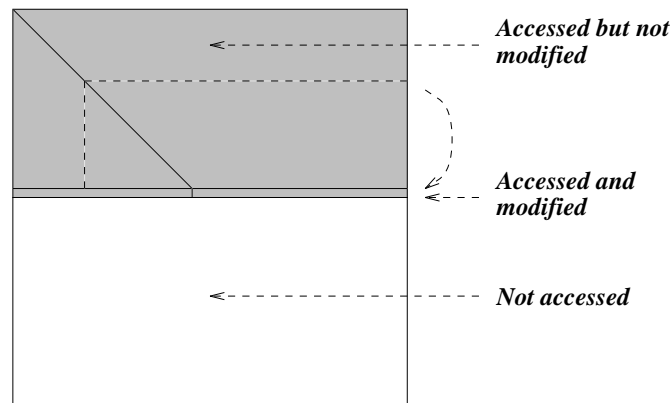 Accessed but not
modified
Accessed and
modified
Not accessed